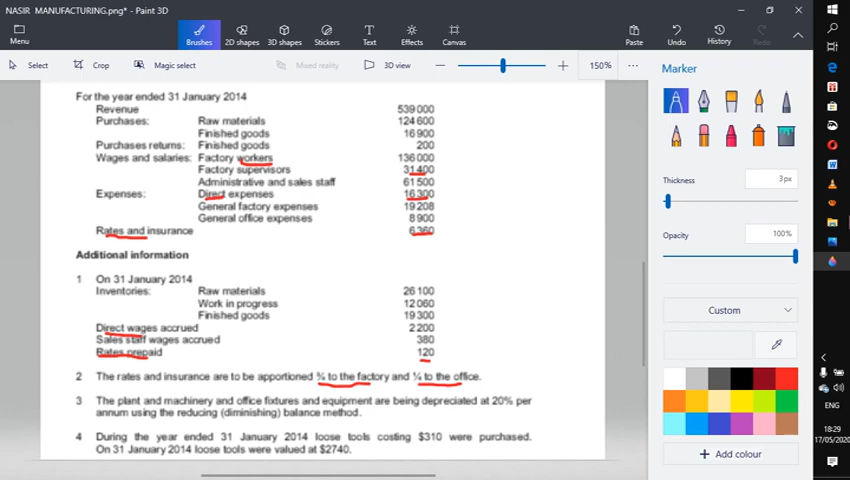 NASIR MANUFACTURING.png* - Paint 3D
Menu Brushes 2D shapes 3D shapes Stickers Text Effects Canvas Paste Undo History Redo
Select Crop Magic select Mixed reality 3D view 150%
Marker
Thickness 3px
Opacity 100%
Custom
Add colour
For the year ended 31 January 2014
Revenue 539 000
Purchases: Raw materials 124 600
Finished goods 16 900
Purchases returns: Finished goods 200
Wages and salaries: Factory workers 136 000
Factory supervisors 31 400
Administrative and sales staff 61 500
Expenses: Direct expenses 16 300
General factory expenses 19 208
General office expenses 8 900
Rates and insurance 6 360
Additional information
1 On 31 January 2014
Inventories: Raw materials 26 100
Work in progress 12 060
Finished goods 19 300
Direct wages accrued 2 200
Sales staff wages accrued 380
Rates prepaid 120
2 The rates and insurance are to be apportioned ¾ to the factory and ¼ to the office.
3 The plant and machinery and office fixtures and equipment are being depreciated at 20% per
annum using the reducing (diminishing) balance method.
4 During the year ended 31 January 2014 loose tools costing $310 were purchased.
On 31 January 2014 loose tools were valued at $2740.
ENG
18:29
17/05/2020